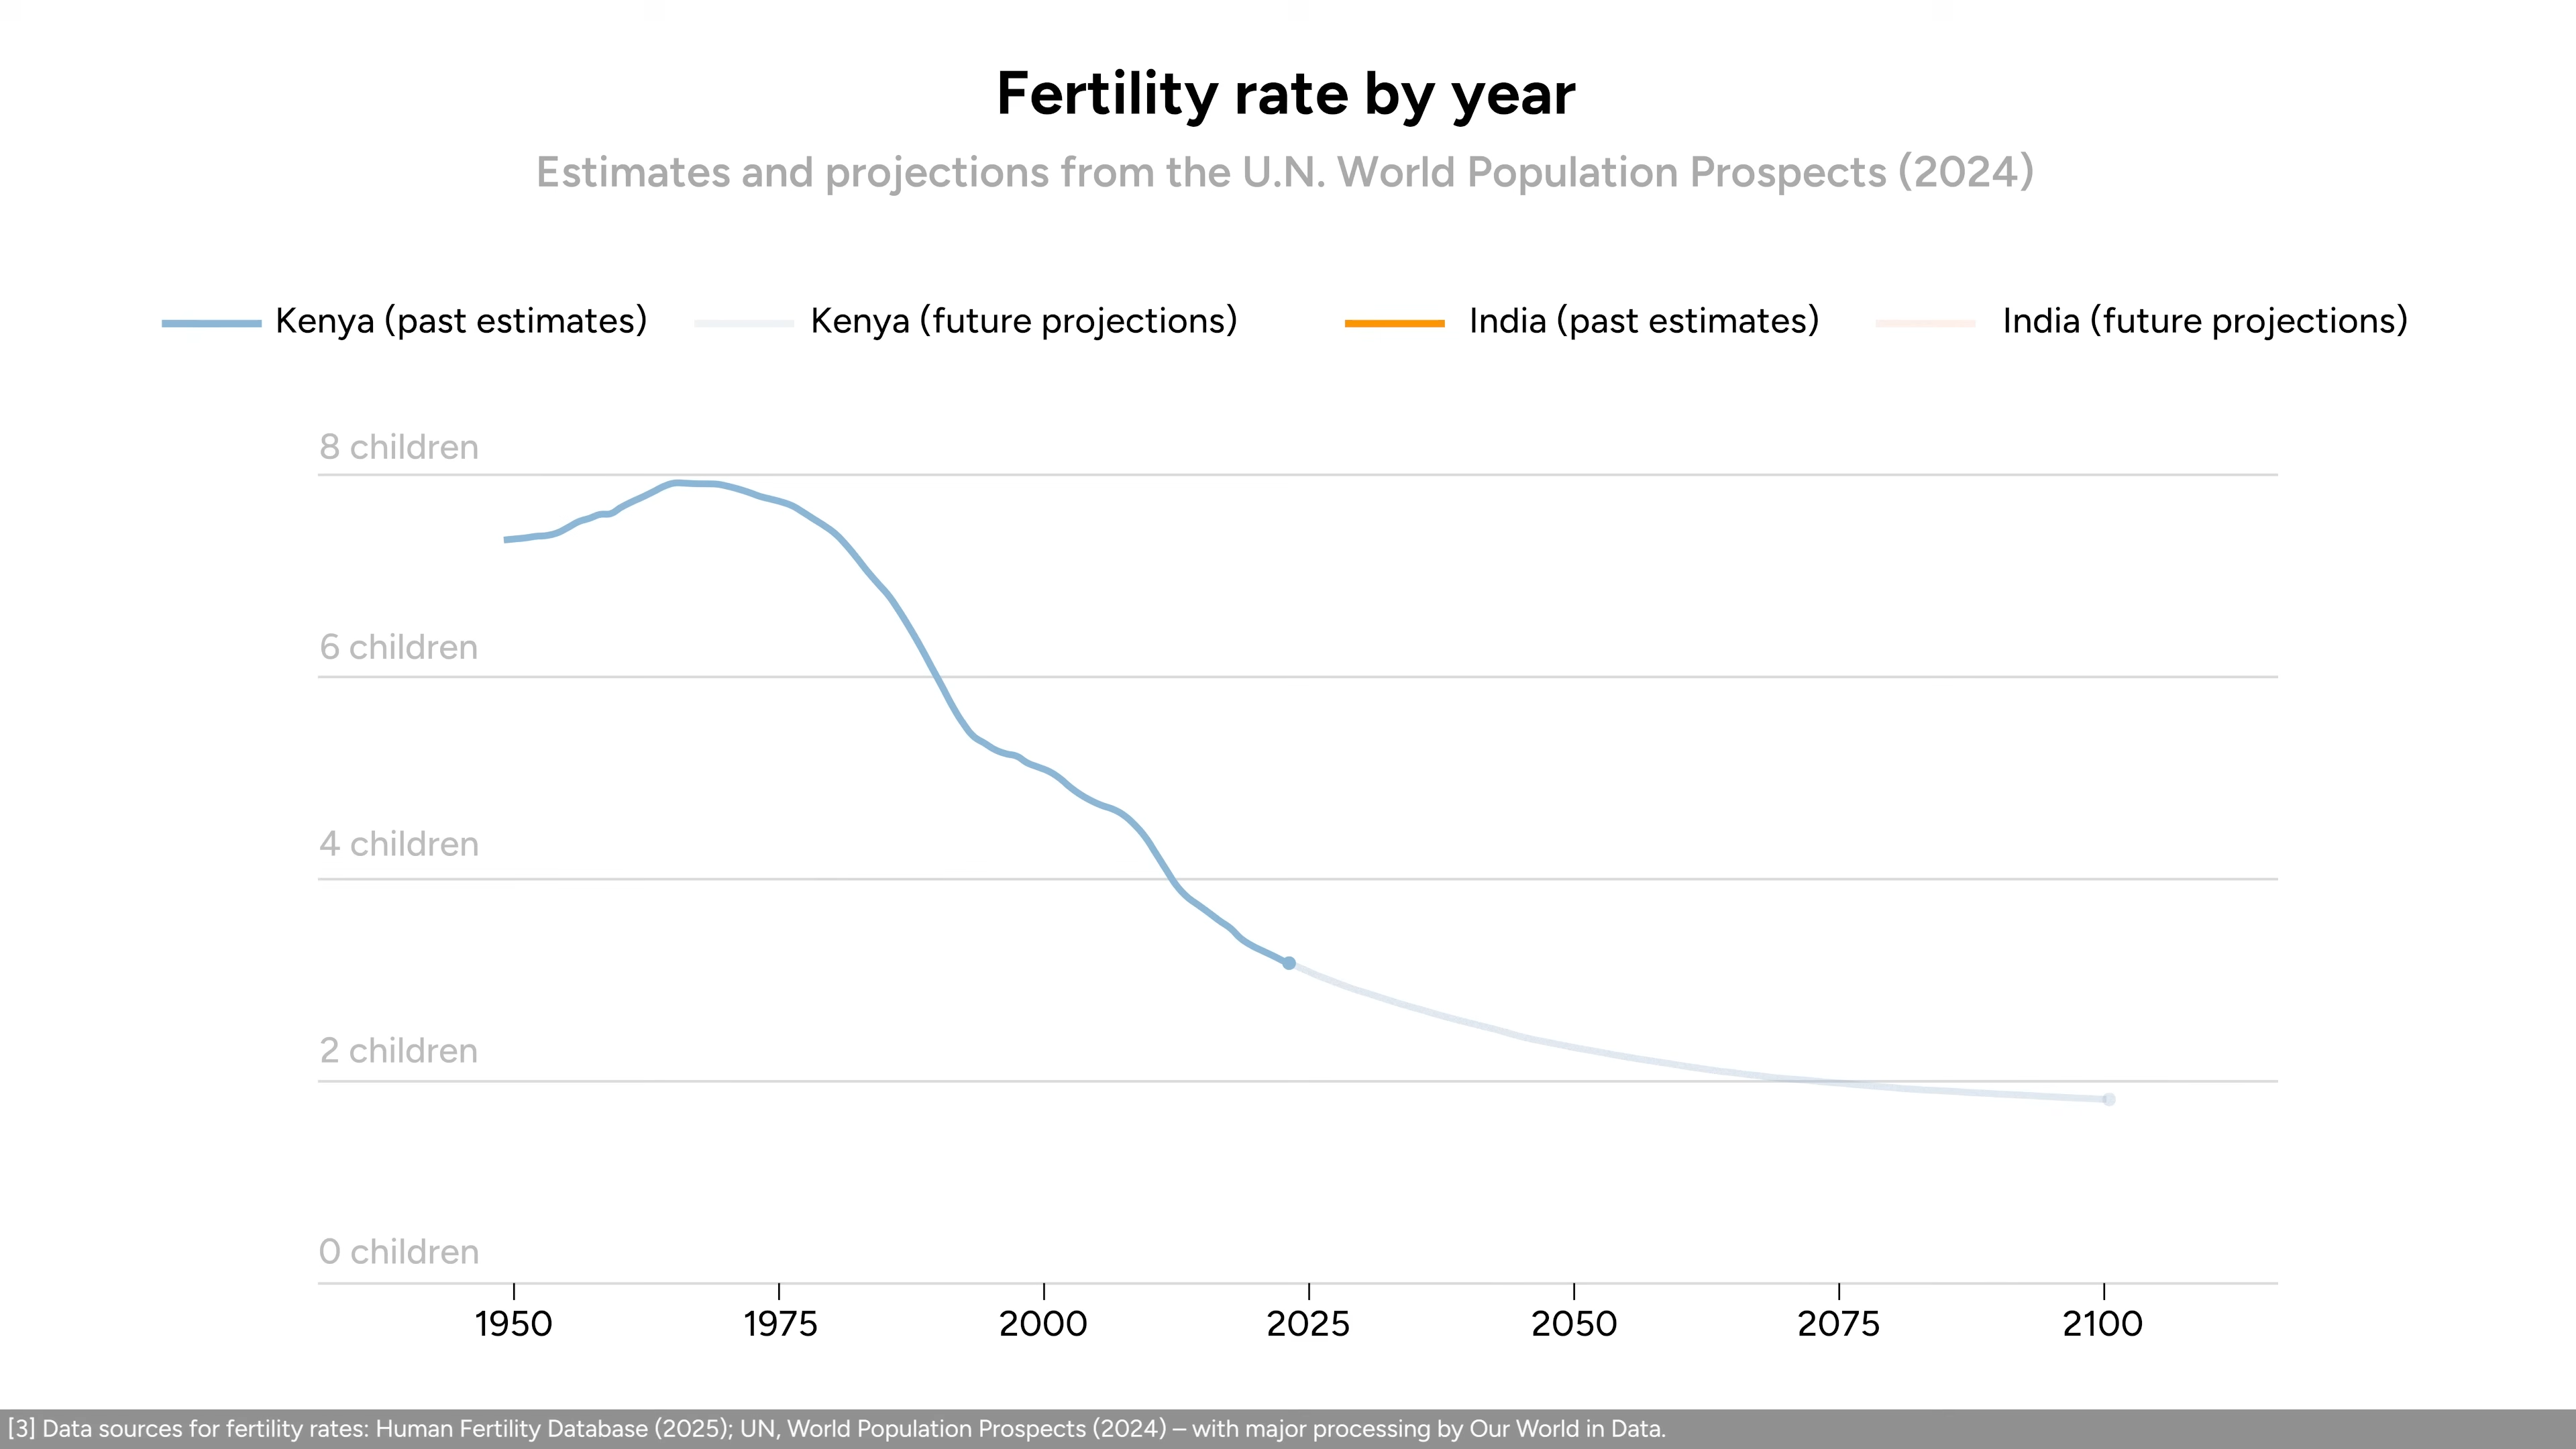 Fertility rate by year
Estimates and projections from the U.N. World Population Prospects (2024)
Kenya (past estimates) Kenya (future projections) India (past estimates) India (future projections)
8 children
6 children
4 children
2 children
0 children
1950 1975 2000 2025 2050 2075 2100
[3] Data sources for fertility rates: Human Fertility Database (2025); UN, World Population Prospects (2024) – with major processing by Our World in Data.